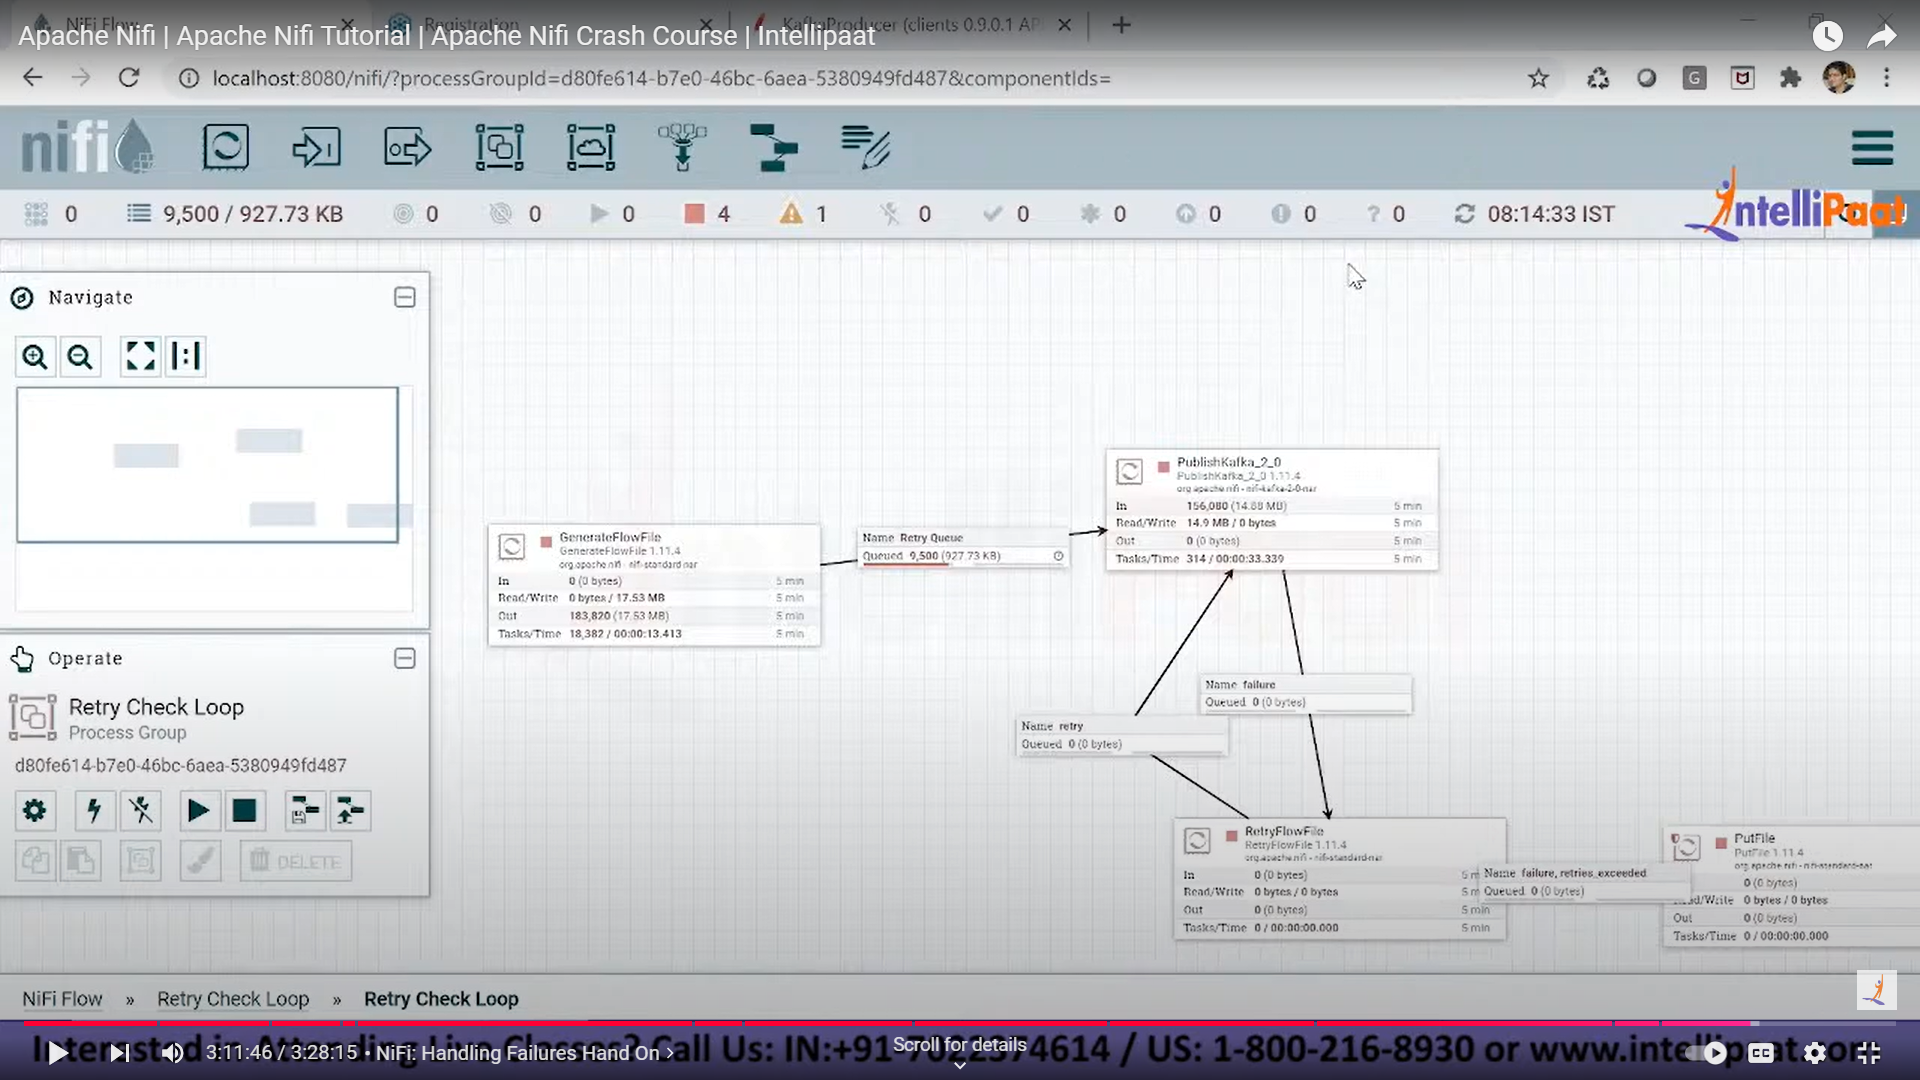 NiFi Flow
Registration
KafkaProducer (clients 0.9.0.1 AP
Apache Nifi | Apache Nifi Tutorial | Apache Nifi Crash Course | Intellipaat
localhost:8080/nifi/?processGroupId=d80fe614-b7e0-46bc-6aea-5380949fd487&componentIds=
G
nifi
0
9,500 / 927.73 KB
0
0
0
4
1
0
0
0
0
0
0
08:14:33 IST
IntelliPaat
Navigate
Operate
Retry Check Loop
Process Group
d80fe614-b7e0-46bc-6aea-5380949fd487
DELETE
GenerateFlowFile
GenerateFlowFile 1.11.4
org.apache.nifi - nifi-standard-nar
In 0 (0 bytes) 5 min
Read/Write 0 bytes / 17.53 MB 5 min
Out 183,820 (17.53 MB) 5 min
Tasks/Time 18,382 / 00:00:13.413 5 min
Name Retry Queue
Queued 9,500 (927.73 KB)
PublishKafka_2_0
PublishKafka_2_0 1.11.4
org.apache.nifi - nifi-kafka-2-0-nar
In 156,080 (14.88 MB) 5 min
Read/Write 14.9 MB / 0 bytes 5 min
Out 0 (0 bytes) 5 min
Tasks/Time 314 / 00:00:33.339 5 min
Name failure
Queued 0 (0 bytes)
Name retry
Queued 0 (0 bytes)
RetryFlowFile
RetryFlowFile 1.11.4
org.apache.nifi - nifi-standard-nar
In 0 (0 bytes) 5 m
Read/Write 0 bytes / 0 bytes
Out 0 (0 bytes) 5 min
Tasks/Time 0 / 00:00:00.000 5 min
Name failure, retries_exceeded
Queued 0 (0 bytes)
PutFile
PutFile 1.11.4
org.apache.nifi - nifi-standard-nar
0 (0 bytes)
ad/Write 0 bytes / 0 bytes
Out 0 (0 bytes)
Tasks/Time 0 / 00:00:00.000
NiFi Flow » Retry Check Loop » Retry Check Loop
Call Us: IN:+91- 4614 / US: 1-800-216-8930 or www.intellipaat.com
3:11:46 / 3:28:15 • NiFi: Handling Failures Hand On
Scroll for details
CC